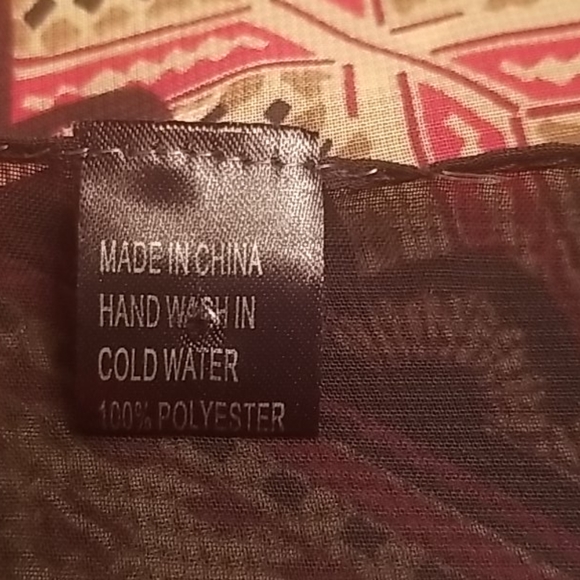 MADE IN CHINA
HAND WASH IN
COLD WATER
100% POLYESTER